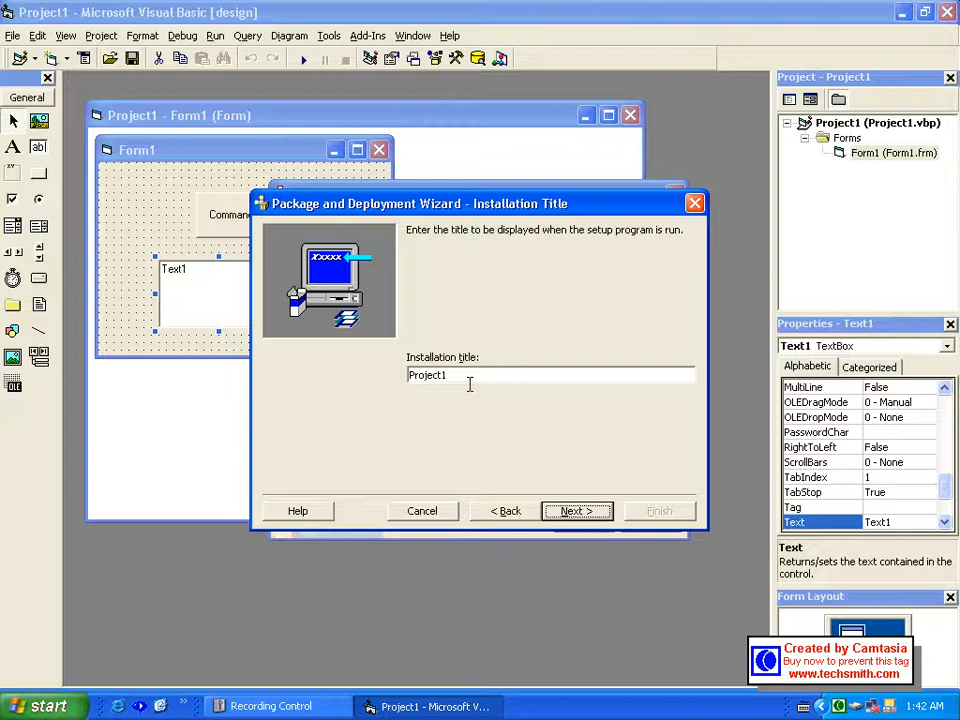 Project1 - Microsoft Visual Basic [design]
File Edit View Project Format Debug Run Query Diagram Tools Add-Ins Window Help
General
Project1 - Form1 (Form)
Form1
Text1
Package and Deployment Wizard - Installation Title
Enter the title to be displayed when the setup program is run.
Xxxxx
Installation title:
Project1
Help Cancel < Back Next > Finish
Project - Project1
Project1 (Project1.vbp)
Forms
Form1 (Form1.frm)
Properties - Text1
Text1 TextBox
Alphabetic Categorized
MultiLine False
OLEDragMode 0 - Manual
OLEDropMode 0 - None
PasswordChar
RightToLeft False
ScrollBars 0 - None
TabIndex 1
TabStop True
Tag
Text Text1
Text
Returns/sets the text contained in the
control.
Form Layout
Created by Camtasia
Buy now to prevent this tag
www.techsmith.com
start
Recording Control
Project1 - Microsoft V...
1:42 AM